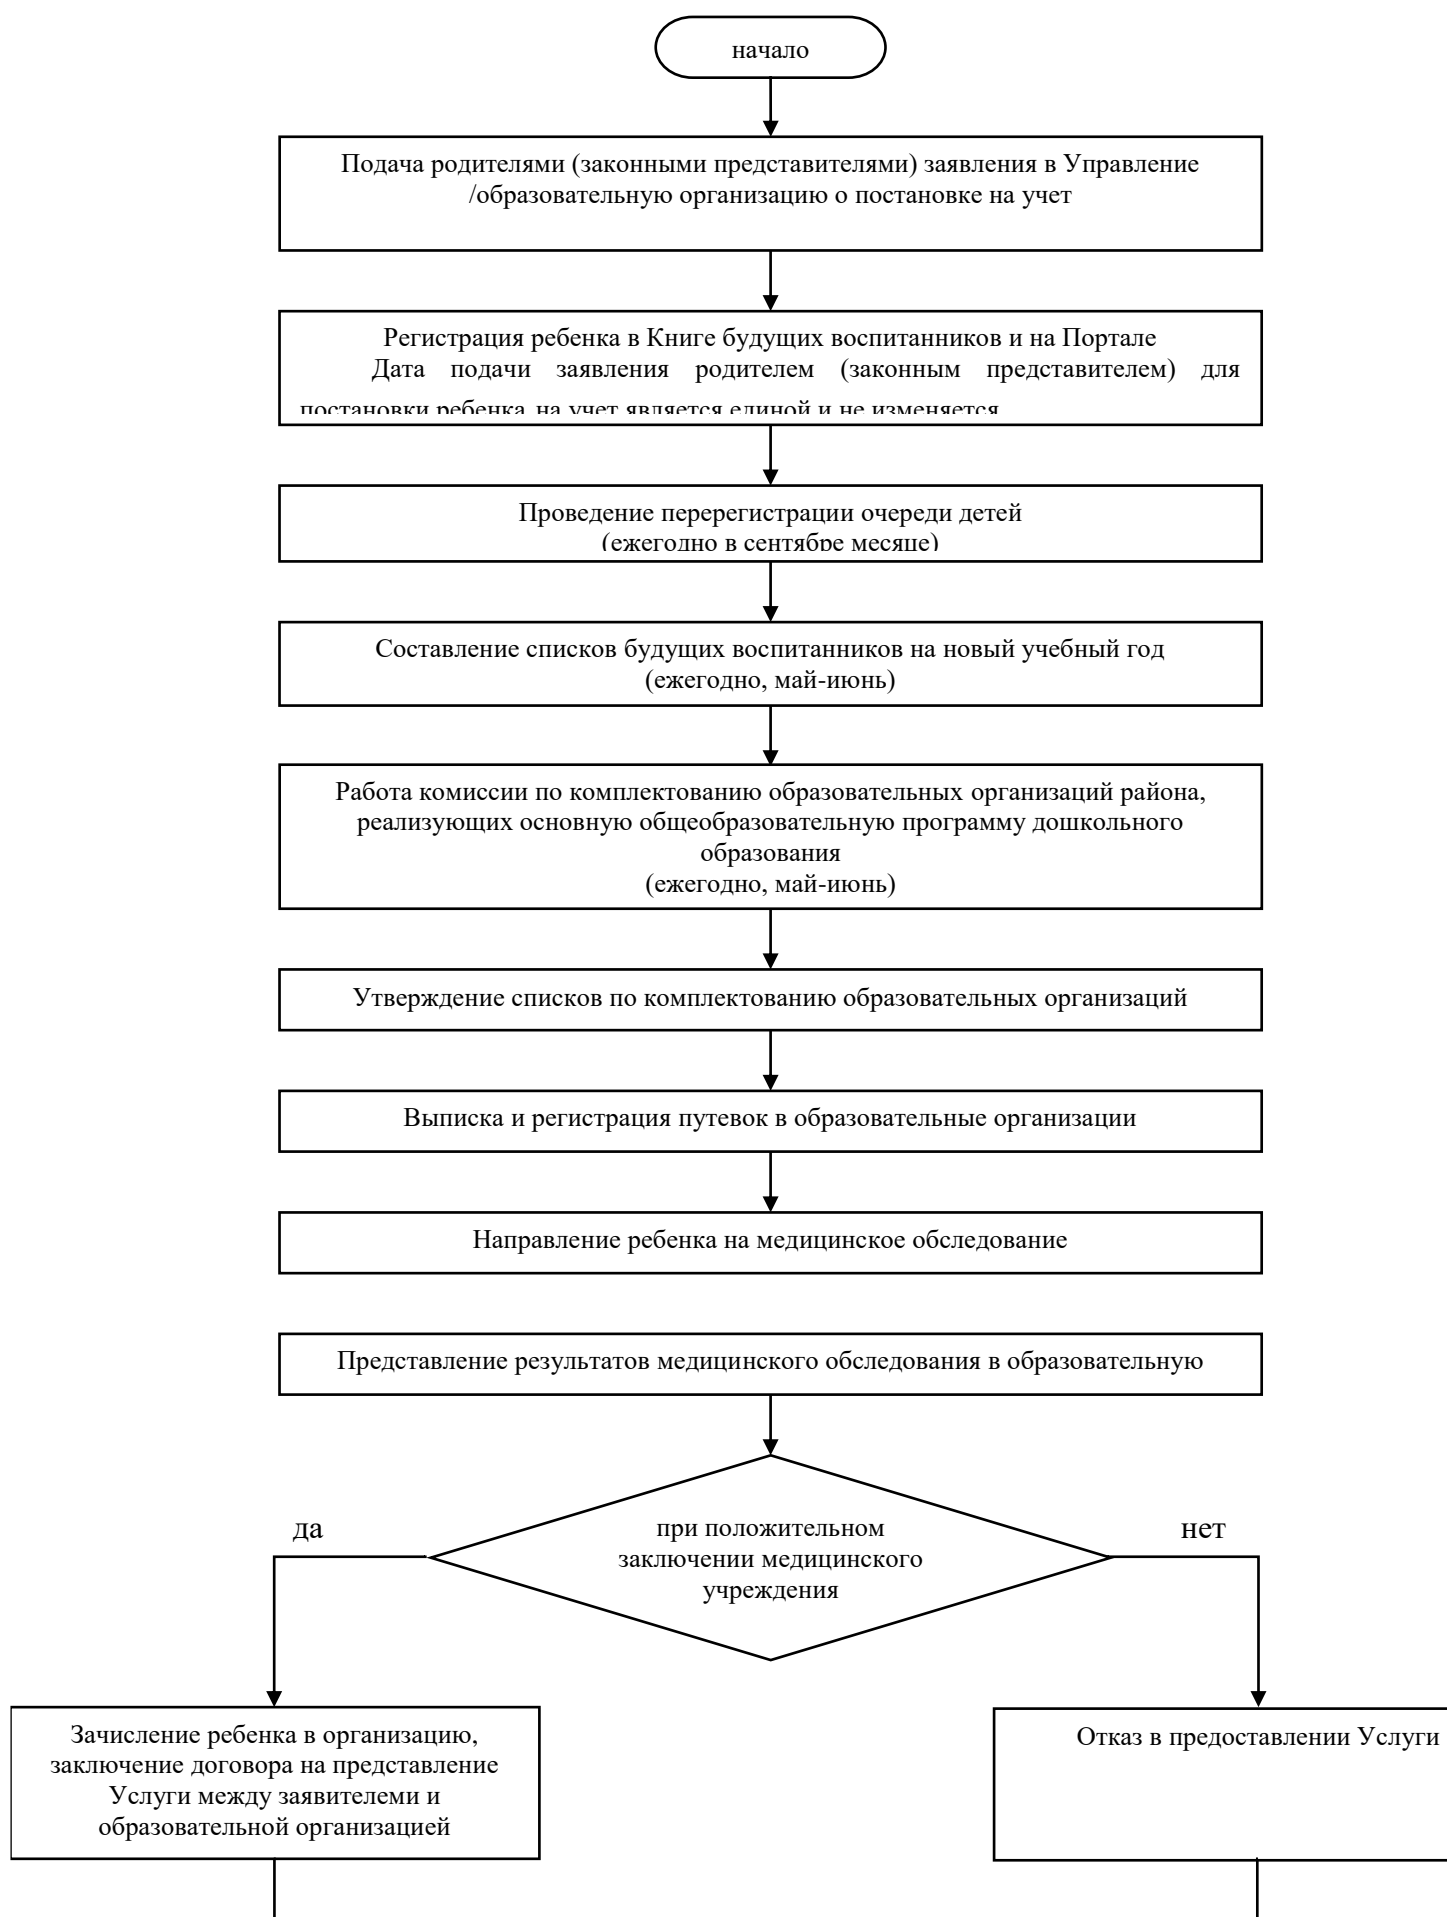 начало
Подача родителями (законными представителями) заявления в Управление
/образовательную организацию о постановке на учет
Регистрация ребенка в Книге будущих воспитанников и на Портале
Дата подачи заявления родителем (законным представителем) для
постановки ребенка на учет является единой и не изменяется
Проведение перерегистрации очереди детей
(ежегодно в сентябре месяце)
Составление списков будущих воспитанников на новый учебный год
(ежегодно, май-июнь)
Работа комиссии по комплектованию образовательных организаций района,
реализующих основную общеобразовательную программу дошкольного
образования
(ежегодно, май-июнь)
Утверждение списков по комплектованию образовательных организаций
Выписка и регистрация путевок в образовательные организации
Направление ребенка на медицинское обследование
Представление результатов медицинского обследования в образовательную
да
при положительном
заключении медицинского
учреждения
нет
Зачисление ребенка в организацию,
заключение договора на представление
Услуги между заявителеми и
образовательной организацией
Отказ в предоставлении Услуги